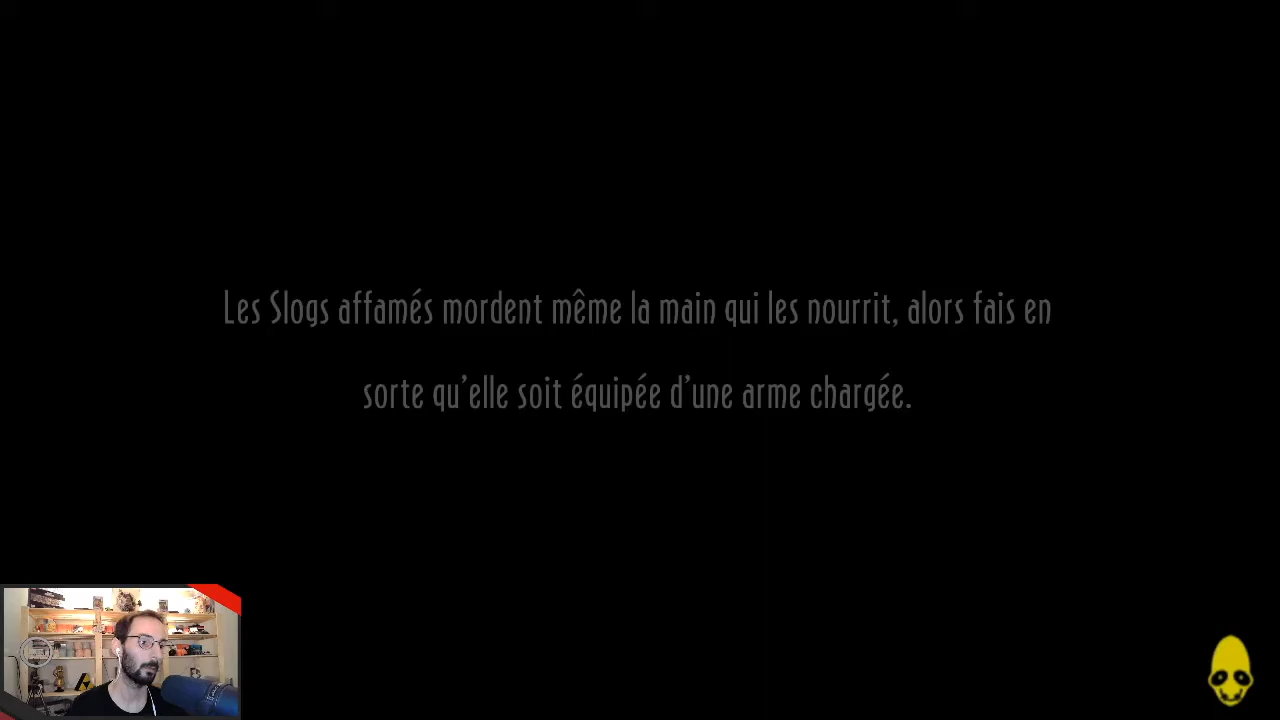 Les Slogs affamés mordent même la main qui les nourrit, alors fais en
sorte qu'elle soit équipée d'une arme chargée.